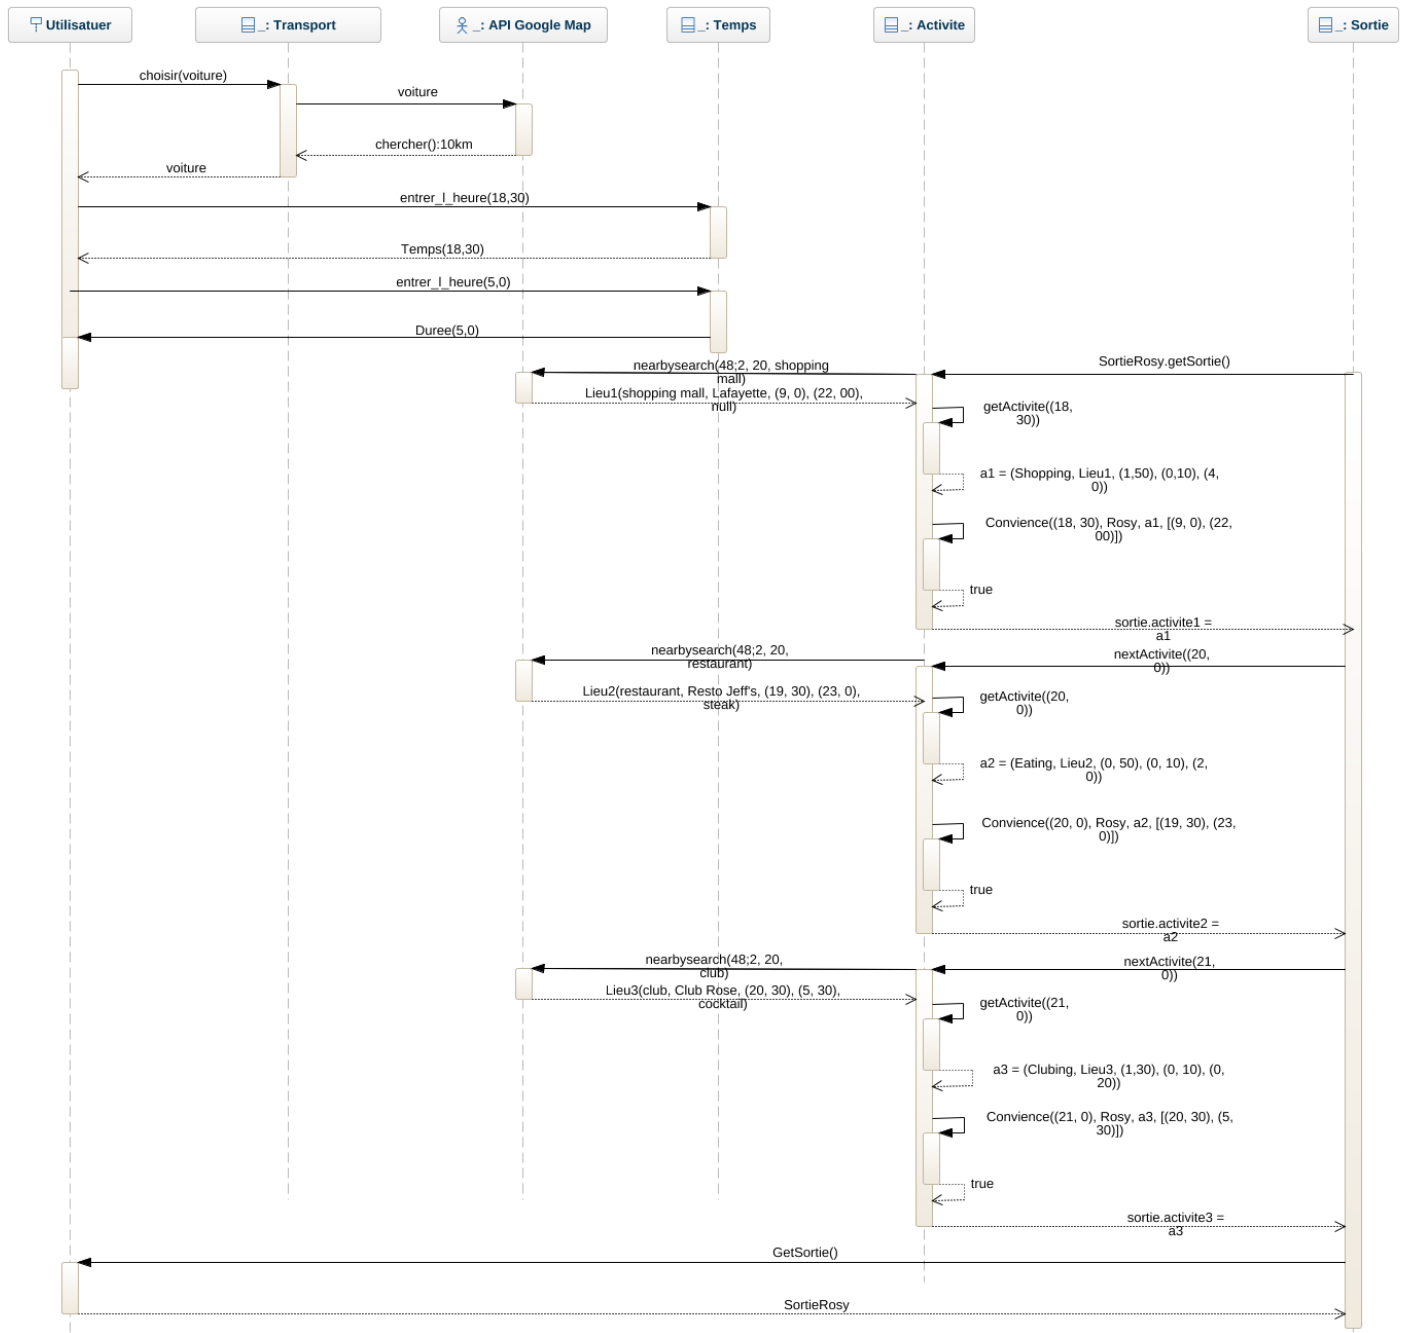 Utilisatuer
_: Transport
_: API Google Map
_: Temps
_: Activite
_: Sortie
choisir(voiture)
voiture
chercher():10km
voiture
entrer_l_heure(18,30)
Temps(18,30)
entrer_l_heure(5,0)
Duree(5,0)
SortieRosy.getSortie()
nearbysearch(48;2, 20, shopping
mall)
Lieu1(shopping mall, Lafayette, (9, 0), (22, 00),
null)
getActivite((18,
30))
a1 = (Shopping, Lieu1, (1,50), (0,10), (4,
0))
Convience((18, 30), Rosy, a1, [(9, 0), (22,
00)])
true
sortie.activite1 =
a1
nearbysearch(48;2, 20,
restaurant)
nextActivite((20,
0))
Lieu2(restaurant, Resto Jeff's, (19, 30), (23, 0),
steak)
getActivite((20,
0))
a2 = (Eating, Lieu2, (0, 50), (0, 10), (2,
0))
Convience((20, 0), Rosy, a2, [(19, 30), (23,
0)])
true
sortie.activite2 =
a2
nearbysearch(48;2, 20,
club)
nextActivite(21,
0))
Lieu3(club, Club Rose, (20, 30), (5, 30),
cocktail)
getActivite((21,
0))
a3 = (Clubing, Lieu3, (1,30), (0, 10), (0,
20))
Convience((21, 0), Rosy, a3, [(20, 30), (5,
30)])
true
sortie.activite3 =
a3
GetSortie()
SortieRosy